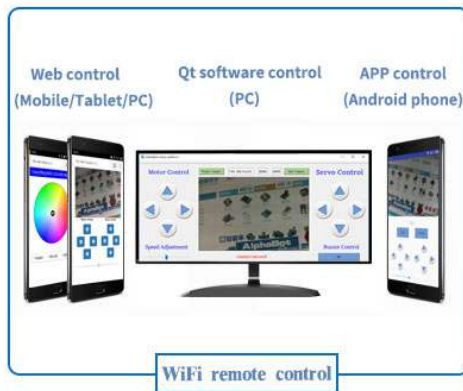 Web control
(Mobile/Tablet/PC)
Qt software control
(PC)
APP control
(Android phone)
Motor Control
Servo Control
AlphaBot
Speed Adjustment
Buzzer Control
WiFi remote control